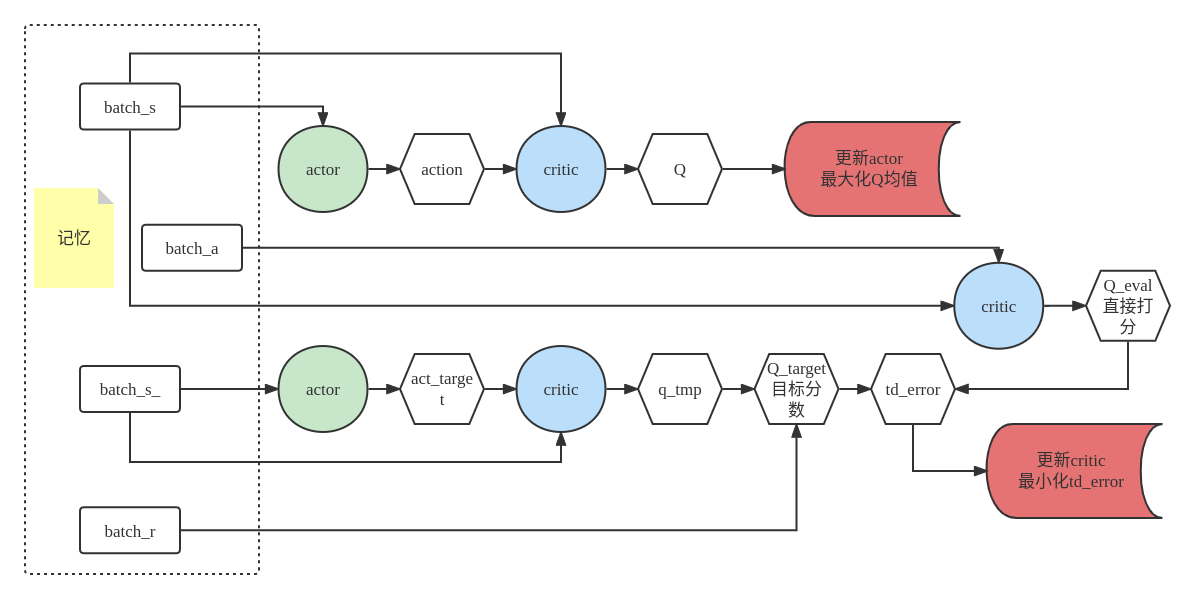 batch_s
actor
action
critic
Q
更新actor
最大化Q均值
记忆
batch_a
critic
Q_eval
直接打
分
batch_s_
actor
act_targe
t
critic
q_tmp
Q_target
目标分
数
td_error
更新critic
最小化td_error
batch_r